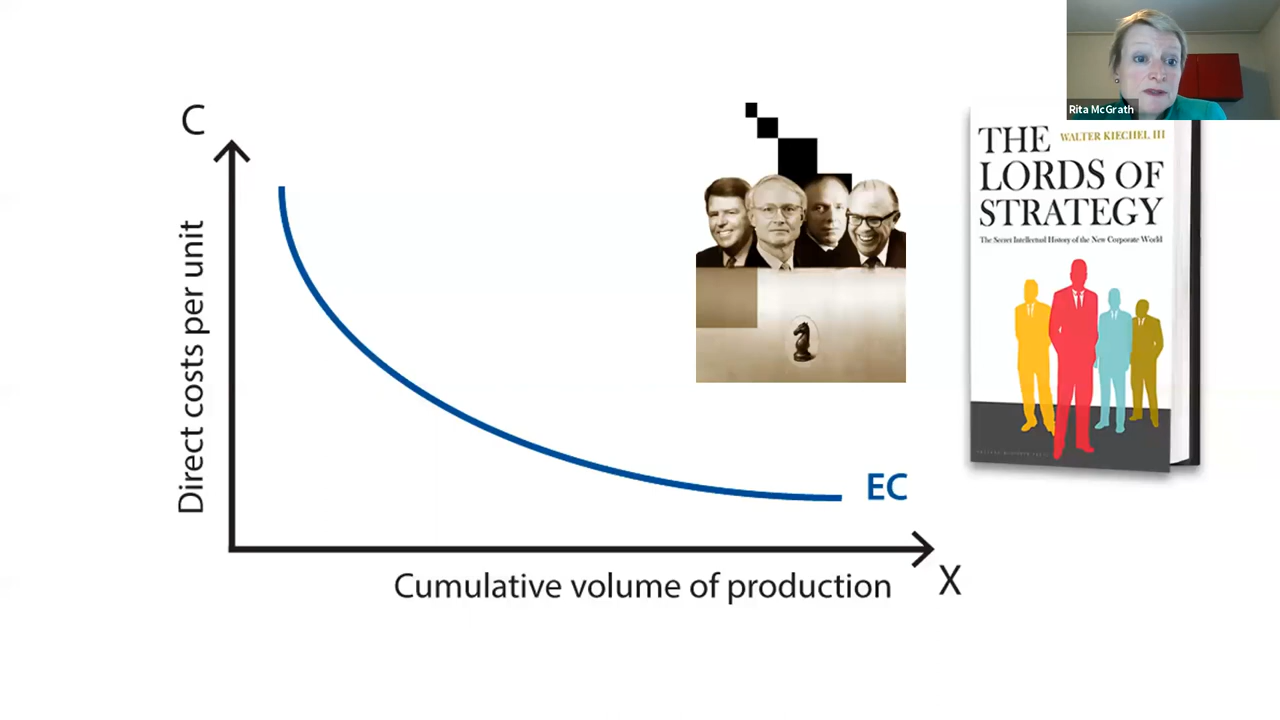 C
Direct costs per unit
EC
Cumulative volume of production
X
Rita McGrath
THE
WALTER KIECHEL III
LORDS OF
STRATEGY
The Secret Intellectual History of the New Corporate World